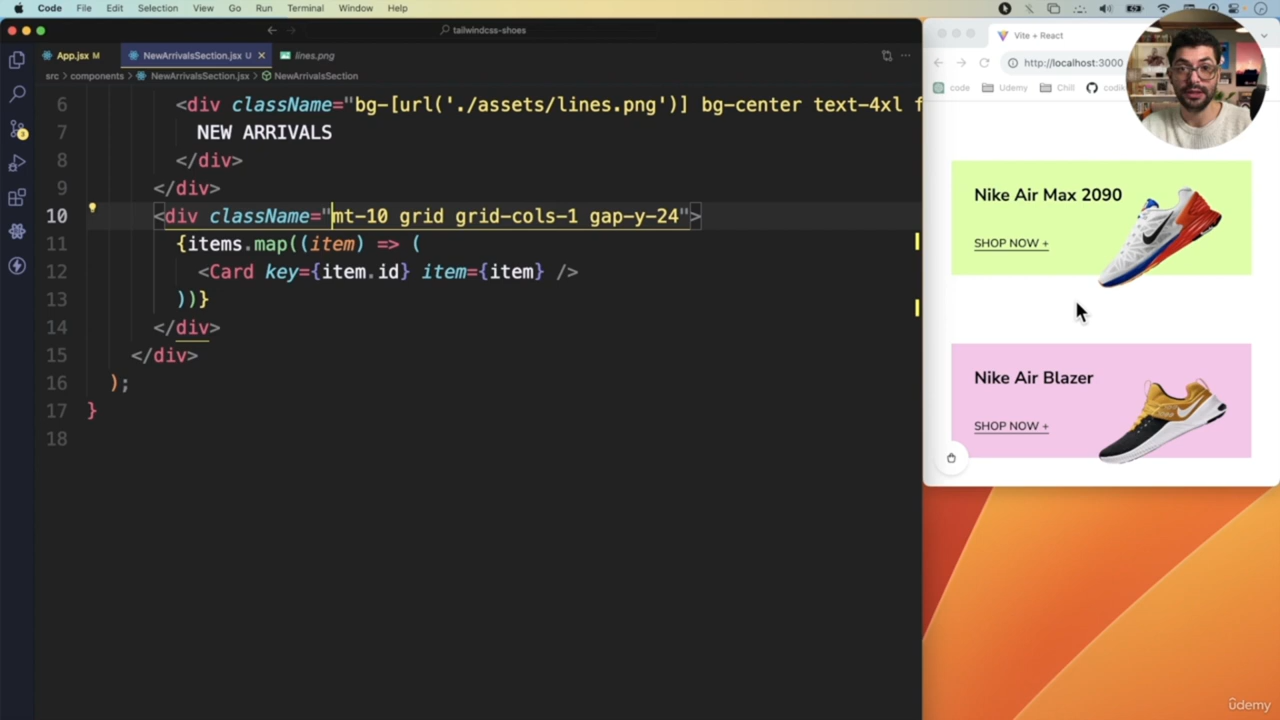 Code File Edit Selection View Go Run Terminal Window Help
tailwindcss-shoes
App.jsx M NewArrivalsSection.jsx U lines.png
src > components > NewArrivalsSection.jsx > NewArrivalsSection
6 <div className="bg-[url('./assets/lines.png')] bg-center text-4xl f
7 NEW ARRIVALS
8 </div>
9 </div>
10 <div className="mt-10 grid grid-cols-1 gap-y-24">
11 {items.map((item) => (
12 <Card key={item.id} item={item} />
13 ))}
14 </div>
15 </div>
16 );
17 }
18
Vite + React
http://localhost:3000
code Udemy Chill
Nike Air Max 2090
SHOP NOW +
Nike Air Blazer
SHOP NOW +
ûdemy